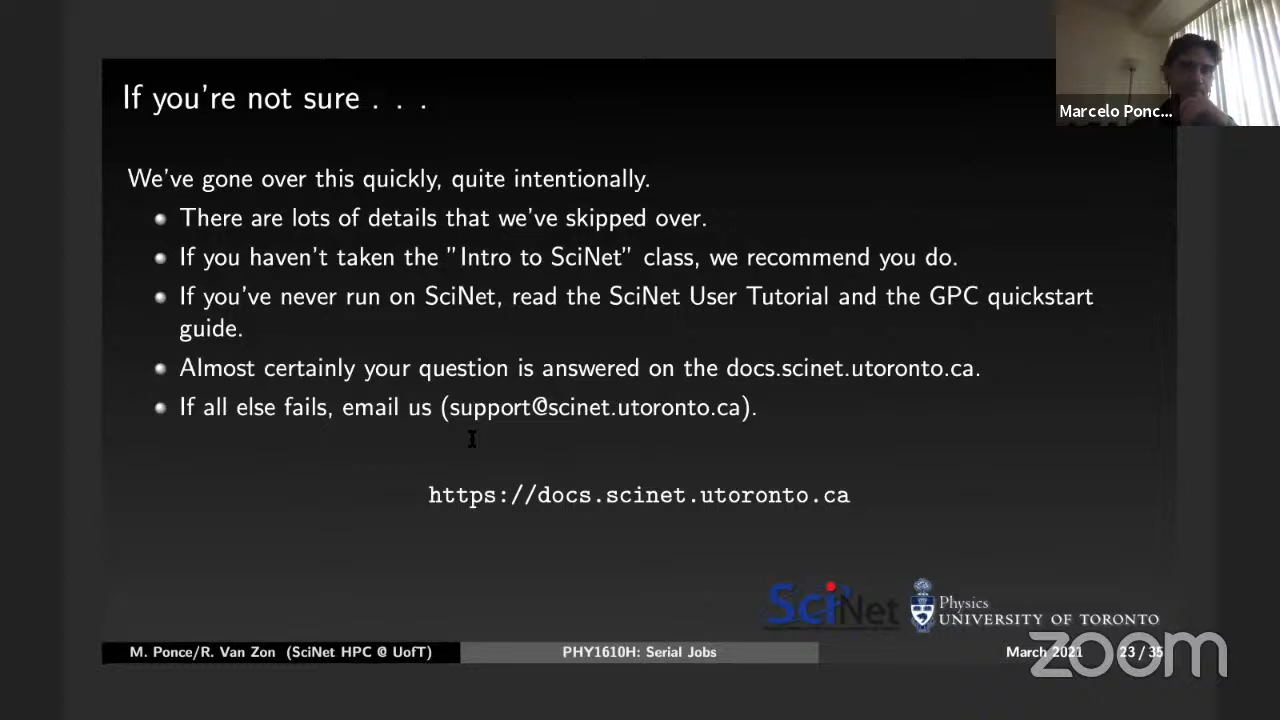 If you're not sure . . .
Marcelo Ponc...
We've gone over this quickly, quite intentionally.
There are lots of details that we've skipped over.
If you haven't taken the "Intro to SciNet" class, we recommend you do.
If you've never run on SciNet, read the SciNet User Tutorial and the GPC quickstart
guide.
Almost certainly your question is answered on the docs.scinet.utoronto.ca.
If all else fails, email us (support@scinet.utoronto.ca).
https://docs.scinet.utoronto.ca
SciNet
Physics
UNIVERSITY OF TORONTO
M. Ponce/R. Van Zon (SciNet HPC @ UofT)
PHY1610H: Serial Jobs
March 2021
23 / 35
zoom